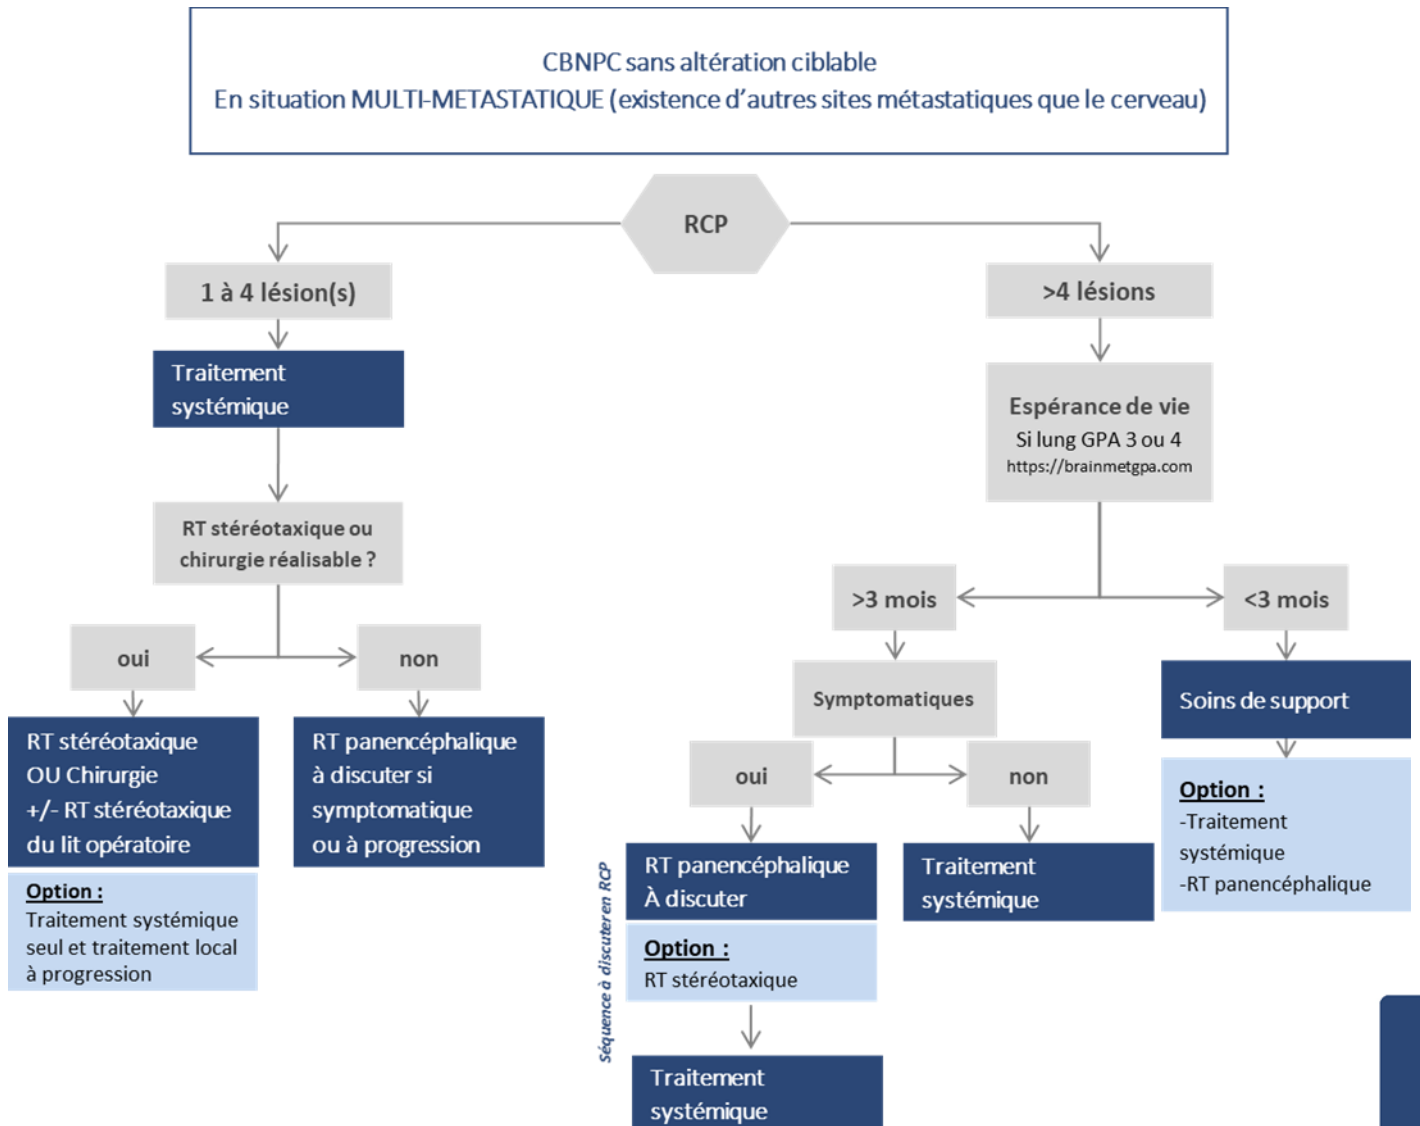 CBNPC sans altération ciblable
En situation MULTI-METASTATIQUE (existence d'autres sites métastatiques que le cerveau)
RCP
1 à 4 lésion(s)
Traitement
systémique
RT stéréotaxique ou
chirurgie réalisable ?
oui
non
RT stéréotaxique
OU Chirurgie
+/- RT stéréotaxique
du lit opératoire
Option :
Traitement systémique
seul et traitement local
à progression
RT panencéphalique
à discuter si
symptomatique
ou à progression
>4 lésions
Espérance de vie
Si lung GPA 3 ou 4
https://brainmetgpa.com
>3 mois
<3 mois
Symptomatiques
oui
non
Séquence à discuter en RCP
RT panencéphalique
À discuter
Option :
RT stéréotaxique
Traitement
systémique
Traitement
systémique
Soins de support
Option :
-Traitement
systémique
-RT panencéphalique